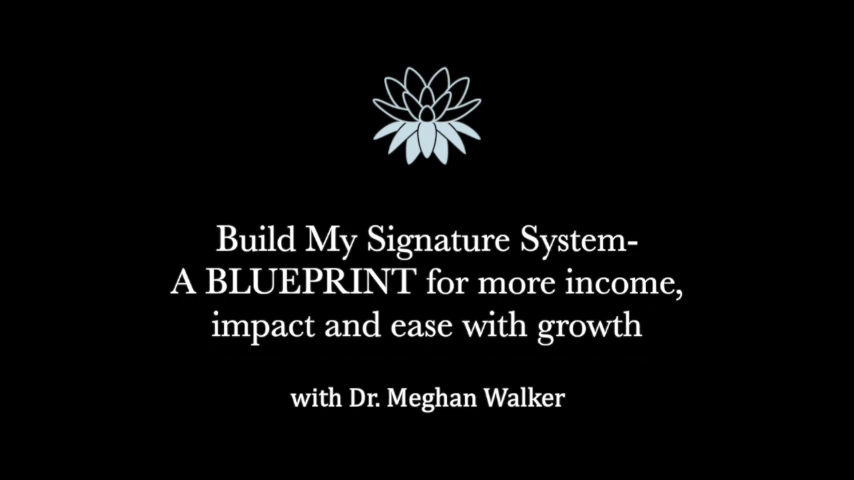 Build My Signature System-
A BLUEPRINT for more income,
impact and ease with growth
with Dr. Meghan Walker